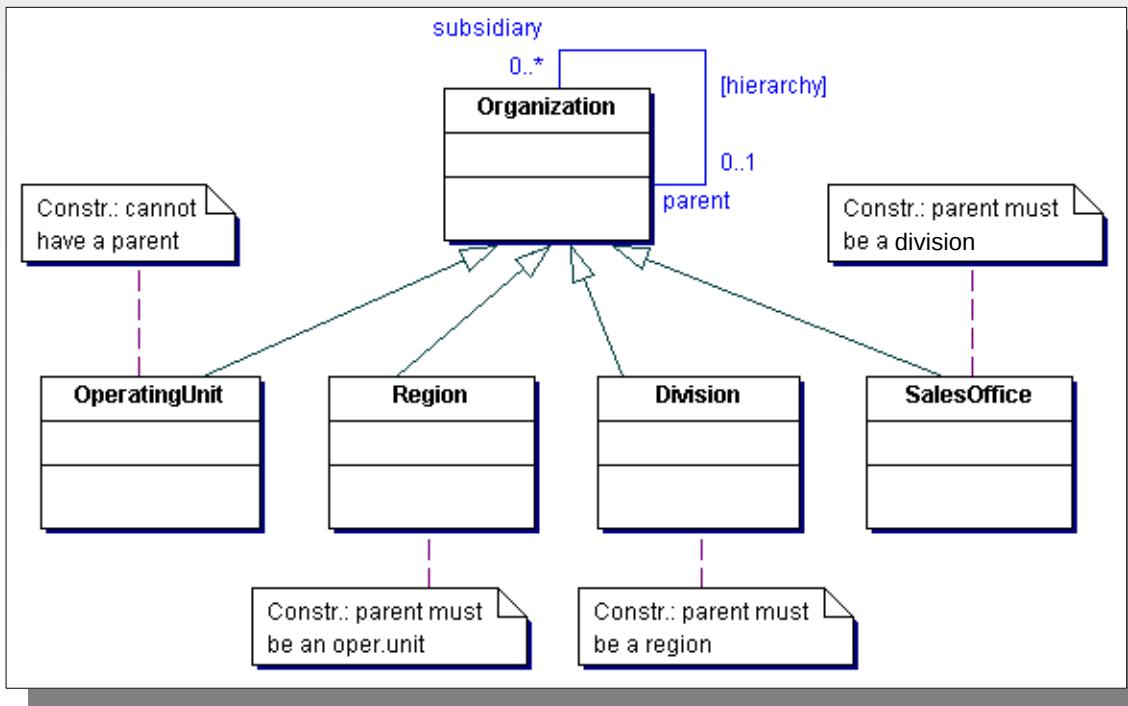 subsidiary
0..*
[hierarchy]
Organization
0..1
parent
Constr.: cannot
have a parent
Constr.: parent must
be a division
OperatingUnit
Region
Division
SalesOffice
Constr.: parent must
be an oper.unit
Constr.: parent must
be a region